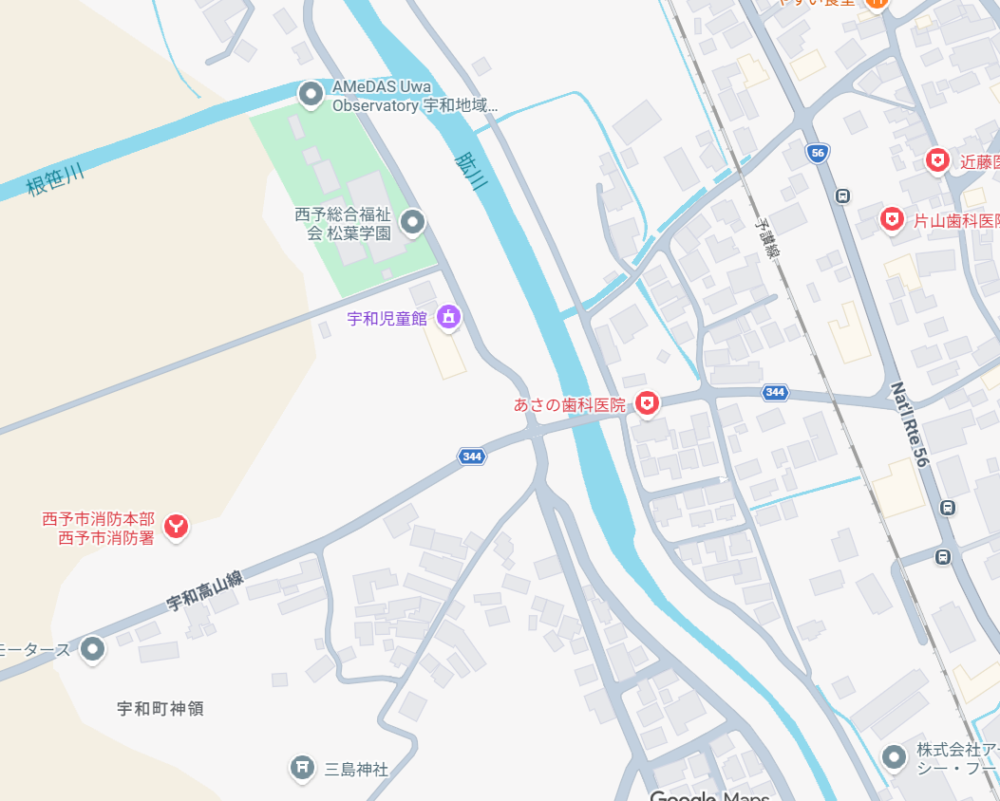 やすい食堂
AMeDAS Uwa
Observatory 宇和地域...
56
近藤医
根笹川
肱川
西予総合福祉
会 松葉学園
片山歯科医院
予讃線
宇和児童館
あさの歯科医院
344
Nat'l Rte 56
344
西予市消防本部
西予市消防署
宇和高山線
モータース
宇和町神領
三島神社
株式会社アー
シー・フー
Google Maps